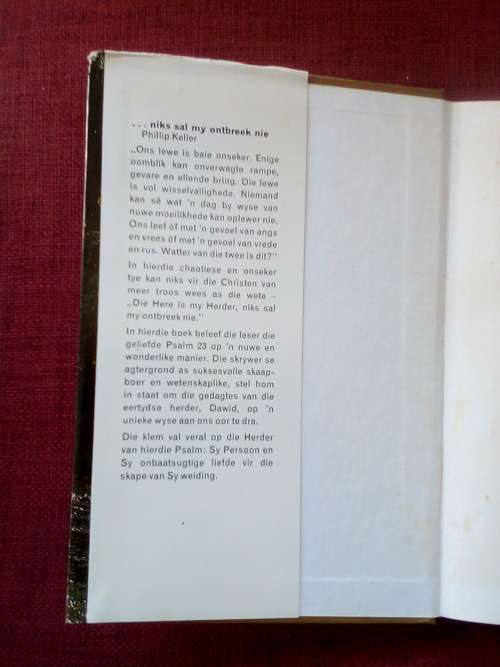 ...niks sal my ontbreek nie
Phillip Keller
„Ons lewe is baie onseker. Enige
oomblik kan onverwagte rampe,
gevare en ellende bring. Die lewe
is vol wisselvallighede. Niemand
kan sê wat 'n dag by wyse van
nuwe moeilikhede kan oplewer nie.
Ons leef óf met 'n gevoel van angs
en vrees óf met 'n gevoel van vrede
en rus. Watter van die twee is dit?"
In hierdie chaotiese en onseker
tye kan niks vir die Christen van
meer troos wees as die wete –
„Die Here is my Herder, niks sal
my ontbreek nie."
In hierdie boek beleef die leser die
geliefde Psalm 23 op 'n nuwe en
wonderlike manier. Die skrywer se
agtergrond as suksesvolle skaap-
boer en wetenskaplike, stel hom
in staat om die gedagtes van die
eertydse herder, Dawid, op 'n
unieke wyse aan ons oor te dra.
Die klem val veral op die Herder
van hierdie Psalm: Sy Persoon en
Sy onbaatsugtige liefde vir die
skape van Sy weiding.